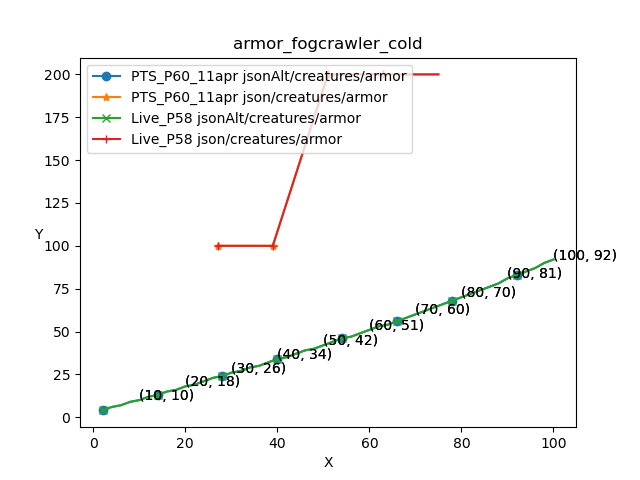 armor_fogcrawler_cold
PTS_P60_11apr jsonAlt/creatures/armor
PTS_P60_11apr json/creatures/armor
Live_P58 jsonAlt/creatures/armor
Live_P58 json/creatures/armor
200
175
150
125
100
75
50
25
0
Y
(10, 10)
(20, 18)
(30, 26)
(40, 34)
(50, 42)
(60, 51)
(70, 60)
(80, 70)
(90, 81)
(100, 92)
0 20 40 60 80 100
X